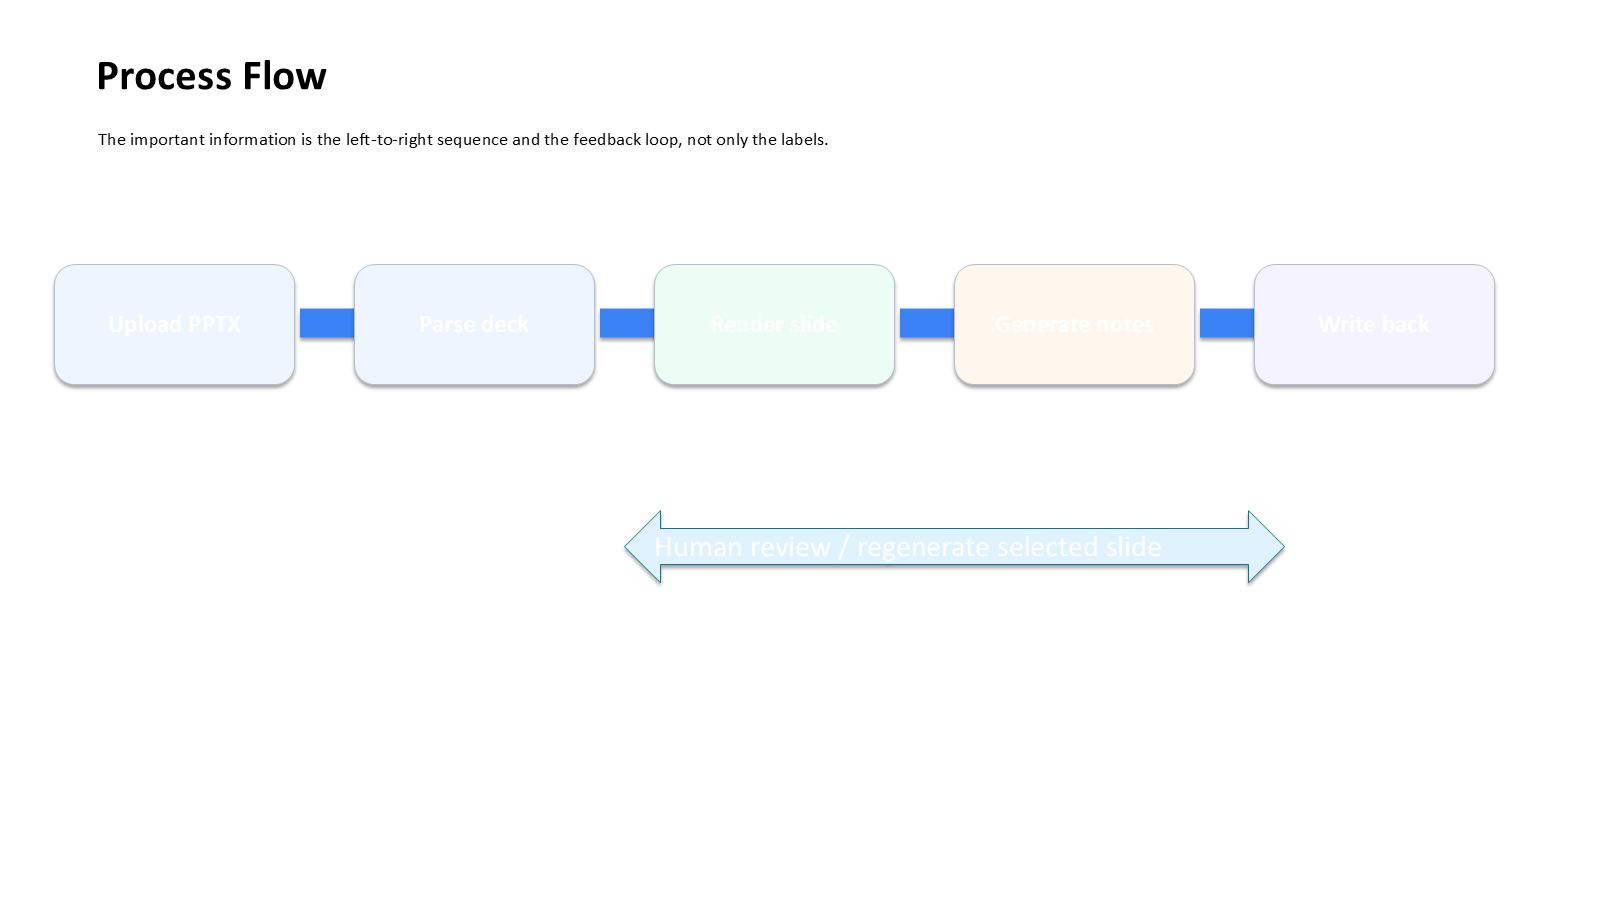 Process Flow
The important information is the left-to-right sequence and the feedback loop, not only the labels.
Upload PPTX
Parse deck
Render slide
Generate notes
Write back
Human review / regenerate selected slide